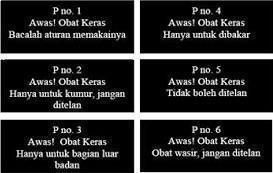 P no. 1
Awas! Obat Keras
Bacalah aturan memakainya
P no. 2
Awas! Obat Keras
Hanya untuk kumur, jangan
ditelan
P no. 3
Awas!  Obat Keras
Hanya untuk bagian luar
badan
P no. 4
Awas! Obat Keras
Hanya untuk dibakar
P no. 5
Awas! Obat Keras
Tidak boleh ditelan
P no. 6
Awas! Obat Keras
Obat wasir, jangan ditelan